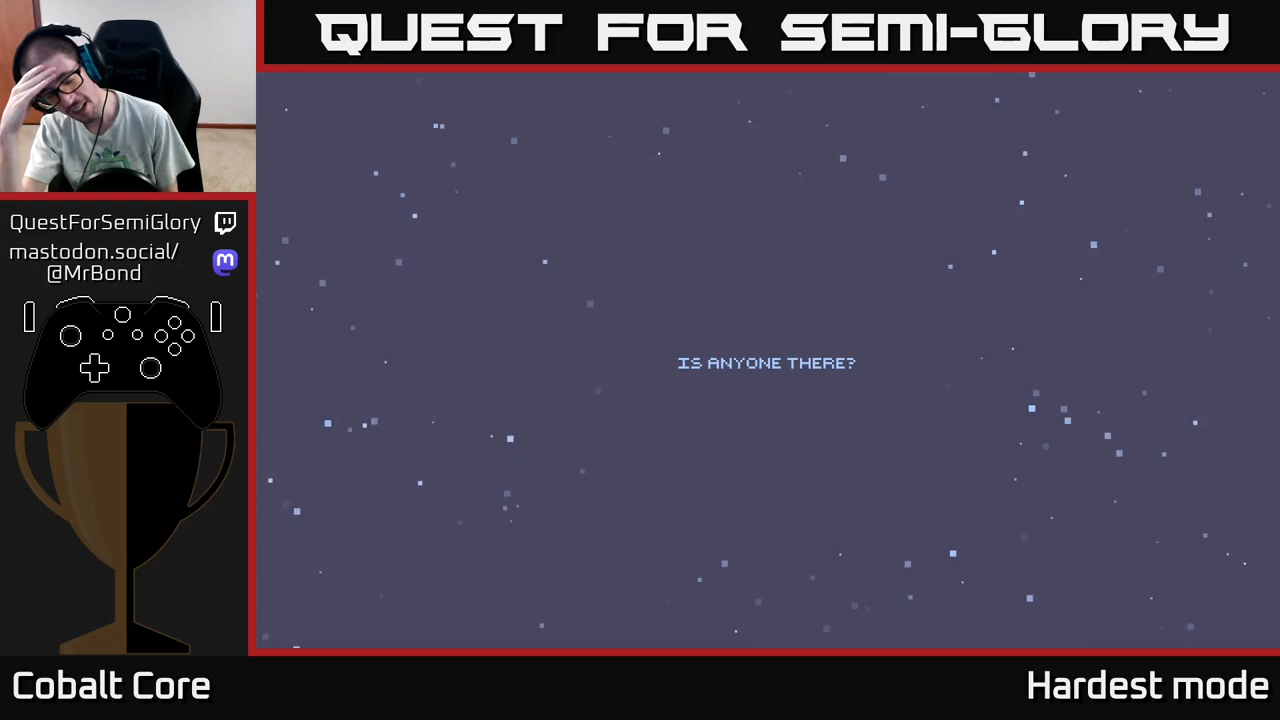 QUEST FOR SEMI-GLORY
QuestForSemiGlory
mastodon.social/
@MrBond
IS ANYONE THERE?
Cobalt Core
Hardest mode